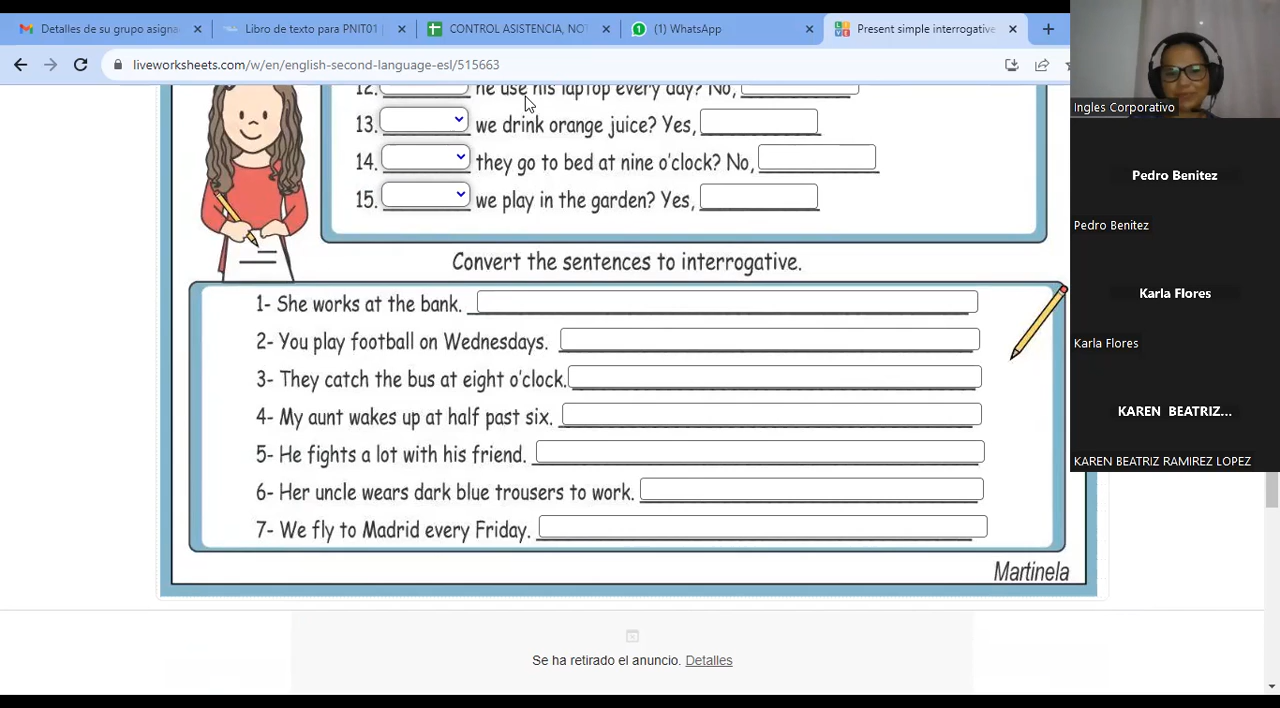 Detalles de su grupo asigna
Libro de texto para PNIT01
CONTROL ASISTENCIA, NOT
(1) WhatsApp
Present simple interrogative
liveworksheets.com/w/en/english-second-language-esl/515663
Ingles Corporativo
12. he use his laptop every day? No,
13. we drink orange juice? Yes,
14. they go to bed at nine o'clock? No,
15. we play in the garden? Yes,
Convert the sentences to interrogative.
1- She works at the bank.
2- You play football on Wednesdays.
3- They catch the bus at eight o'clock.
4- My aunt wakes up at half past six.
5- He fights a lot with his friend.
6- Her uncle wears dark blue trousers to work.
7- We fly to Madrid every Friday.
Martinela
Se ha retirado el anuncio. Detalles
Pedro Benitez
Pedro Benitez
Karla Flores
Karla Flores
KAREN BEATRIZ...
KAREN BEATRIZ RAMIREZ LOPEZ